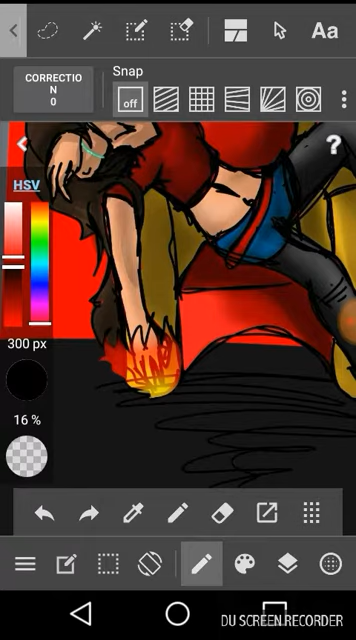 Aa
CORRECTIO
N
0
Snap
off
?
HSV
300 px
16 %
DU SCREEN RECORDER